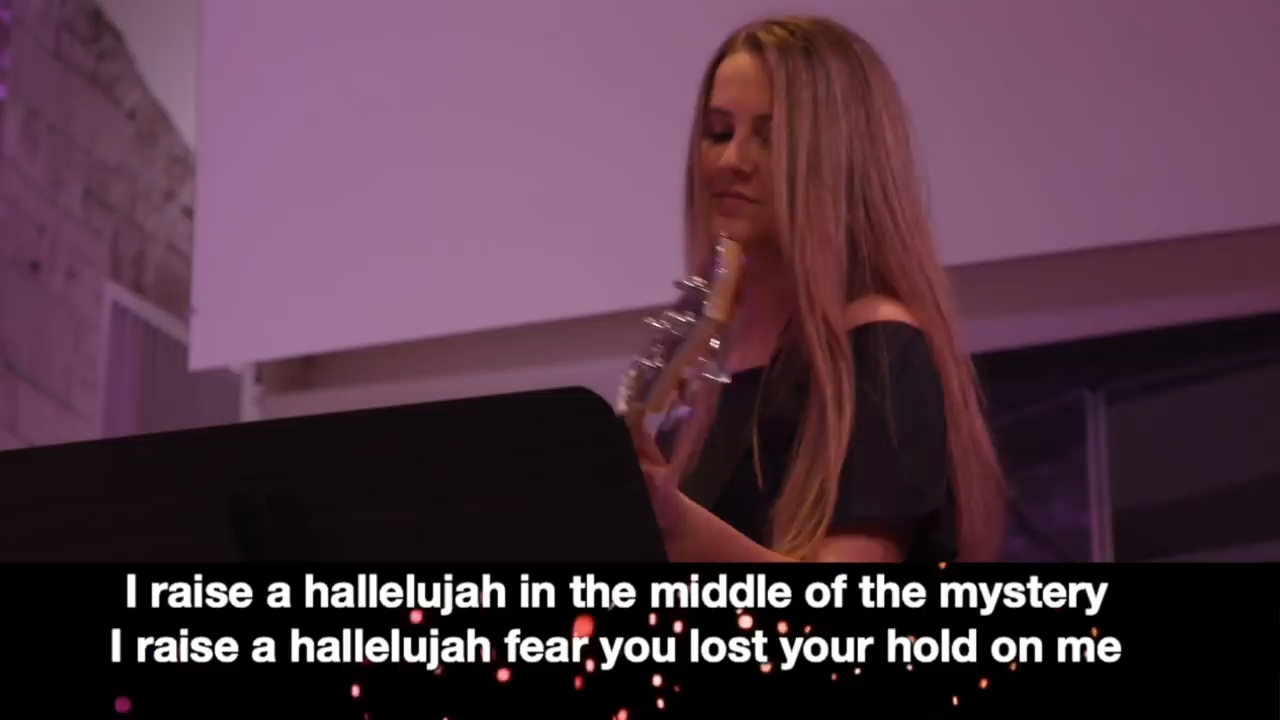 I raise a hallelujah in the middle of the mystery
I raise a hallelujah fear you lost your hold on me